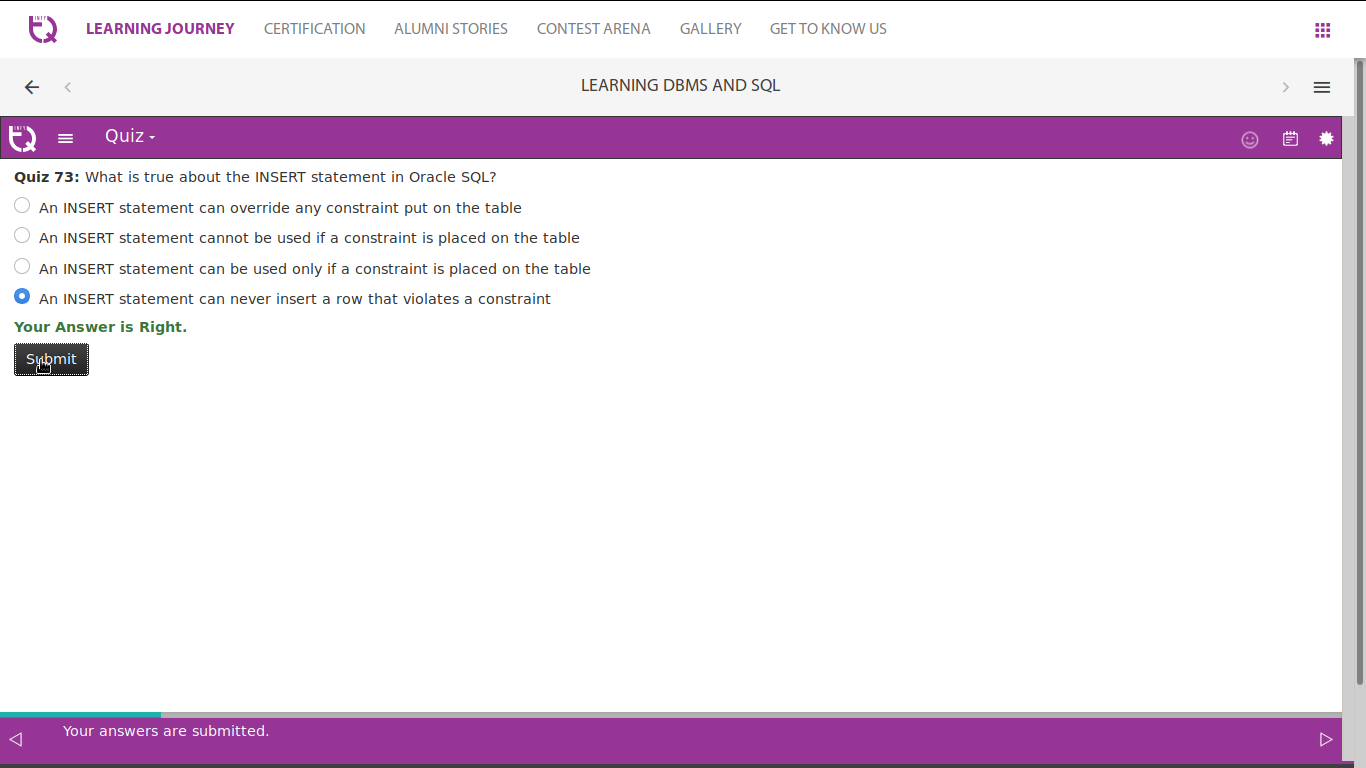 INFY TQ
LEARNING JOURNEY CERTIFICATION ALUMNI STORIES CONTEST ARENA GALLERY GET TO KNOW US
LEARNING DBMS AND SQL
INFY TQ Quiz
Quiz 73: What is true about the INSERT statement in Oracle SQL?
An INSERT statement can override any constraint put on the table
An INSERT statement cannot be used if a constraint is placed on the table
An INSERT statement can be used only if a constraint is placed on the table
An INSERT statement can never insert a row that violates a constraint
Your Answer is Right.
Submit
Your answers are submitted.